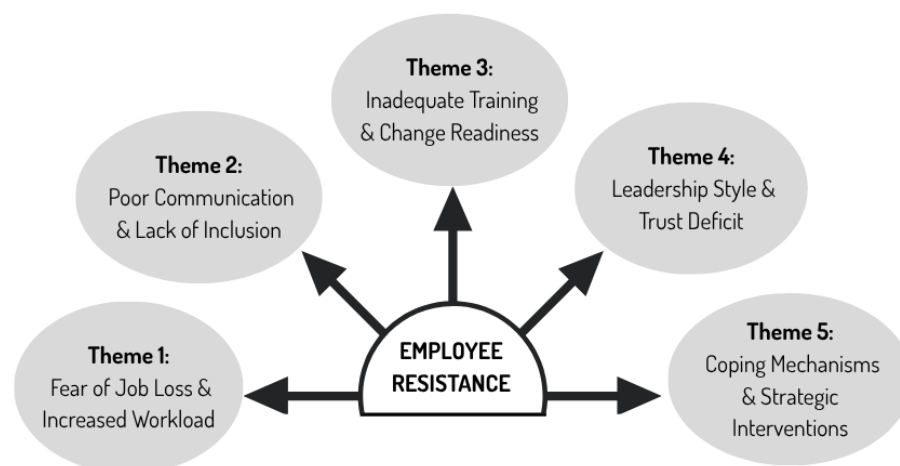 Theme 1:
Fear of Job Loss &
Increased Workload
Theme 2:
Poor Communication
& Lack of Inclusion
Theme 3:
Inadequate Training
& Change Readiness
Theme 4:
Leadership Style &
Trust Deficit
Theme 5:
Coping Mechanisms
& Strategic
Interventions
EMPLOYEE
RESISTANCE